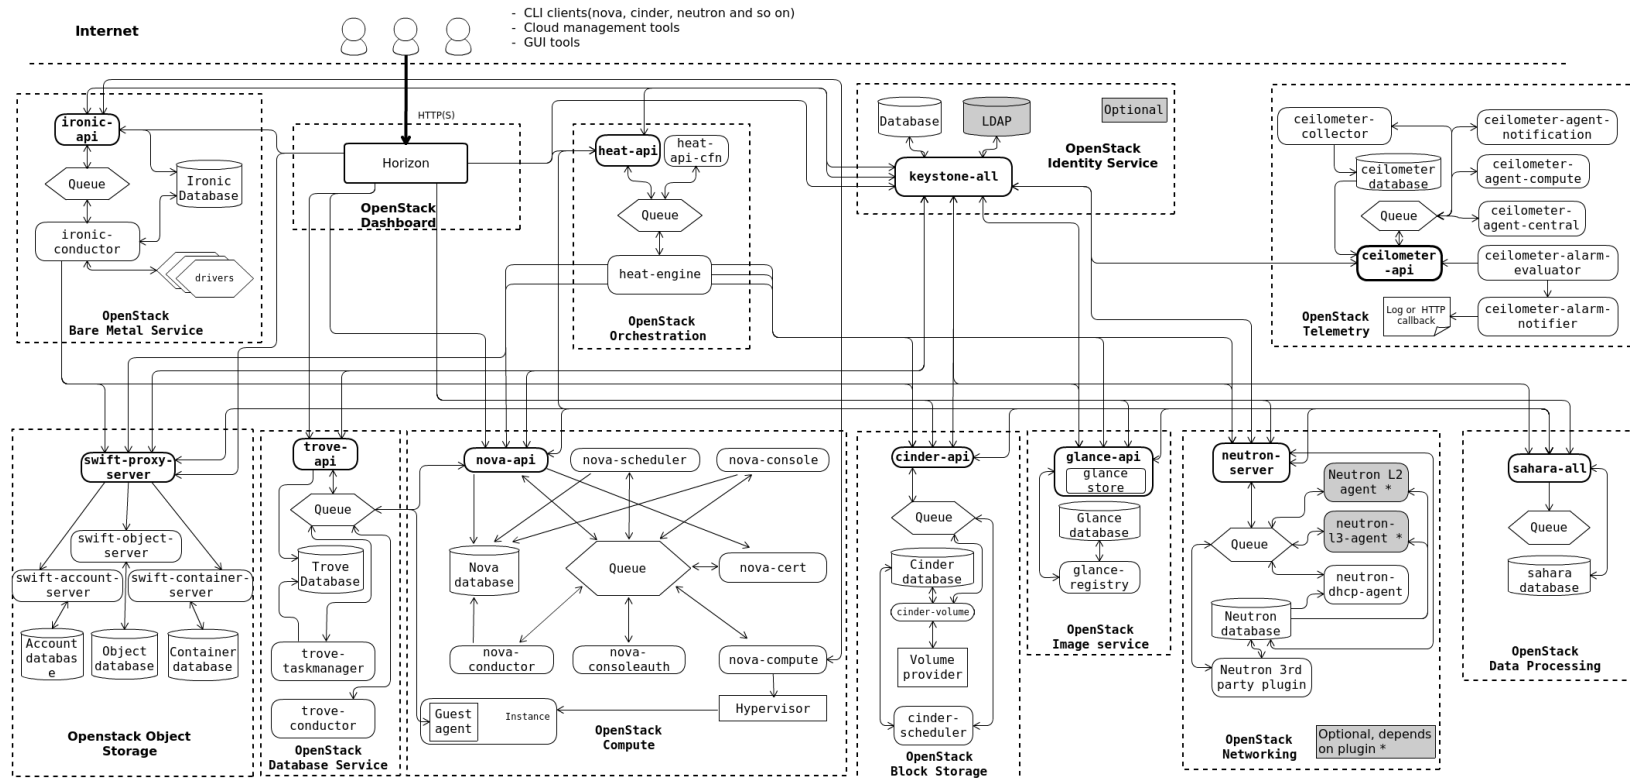 Internet
- CLI clients(nova, cinder, neutron and so on)
- Cloud management tools
- GUI tools
HTTP(S)
ironic-
api
Queue
Ironic
Database
ironic-
conductor
drivers
OpenStack
Bare Metal Service
Horizon
OpenStack
Dashboard
heat-api
heat-
api-cfn
Queue
heat-engine
OpenStack
Orchestration
Database
LDAP
Optional
OpenStack
Identity Service
keystone-all
ceilometer-
collector
ceilometer-agent-
notification
ceilometer
database
ceilometer-
agent-compute
Queue
ceilometer-
agent-central
ceilometer
-api
ceilometer-alarm-
evaluator
Log or HTTP
callback
ceilometer-alarm-
notifier
OpenStack
Telemetry
swift-proxy-
server
swift-object-
server
swift-account-
server
swift-container-
server
Account
databas
e
Object
database
Container
database
Openstack Object
Storage
trove-
api
Queue
Trove
Database
trove-
taskmanager
trove-
conductor
OpenStack
Database Service
nova-api
nova-scheduler
nova-console
Nova
database
Queue
nova-cert
nova-
conductor
nova-
consoleauth
nova-compute
Guest
agent
Instance
Hypervisor
OpenStack
Compute
cinder-api
Queue
Cinder
database
cinder-volume
Volume
provider
cinder-
scheduler
OpenStack
Block Storage
glance-api
glance
store
Glance
database
glance-
registry
OpenStack
Image service
neutron-
server
Neutron L2
agent *
Queue
neutron-
l3-agent *
neutron-
dhcp-agent
Neutron
database
Neutron 3rd
party plugin
OpenStack
Networking
Optional, depends
on plugin *
sahara-all
Queue
sahara
database
OpenStack
Data Processing